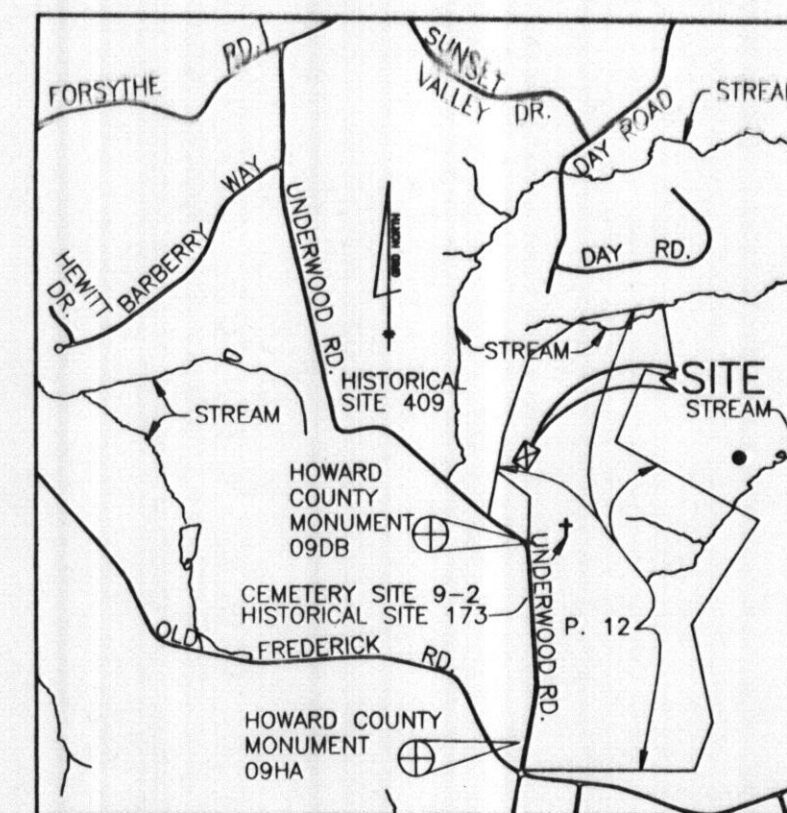 FORSYTHE RD.
SUNSET
VALLEY DR.
DAY ROAD
STREAM
BARBERRY WAY
HEWITT
DR.
UNDERWOOD RD.
GRID NORTH
DAY RD.
STREAM
HISTORICAL
SITE 409
SITE
STREAM
STREAM
HOWARD
COUNTY
MONUMENT
09DB
CEMETERY SITE 9-2
HISTORICAL SITE 173
UNDERWOOD RD.
P. 12
OLD FREDERICK RD.
HOWARD COUNTY
MONUMENT
09HA